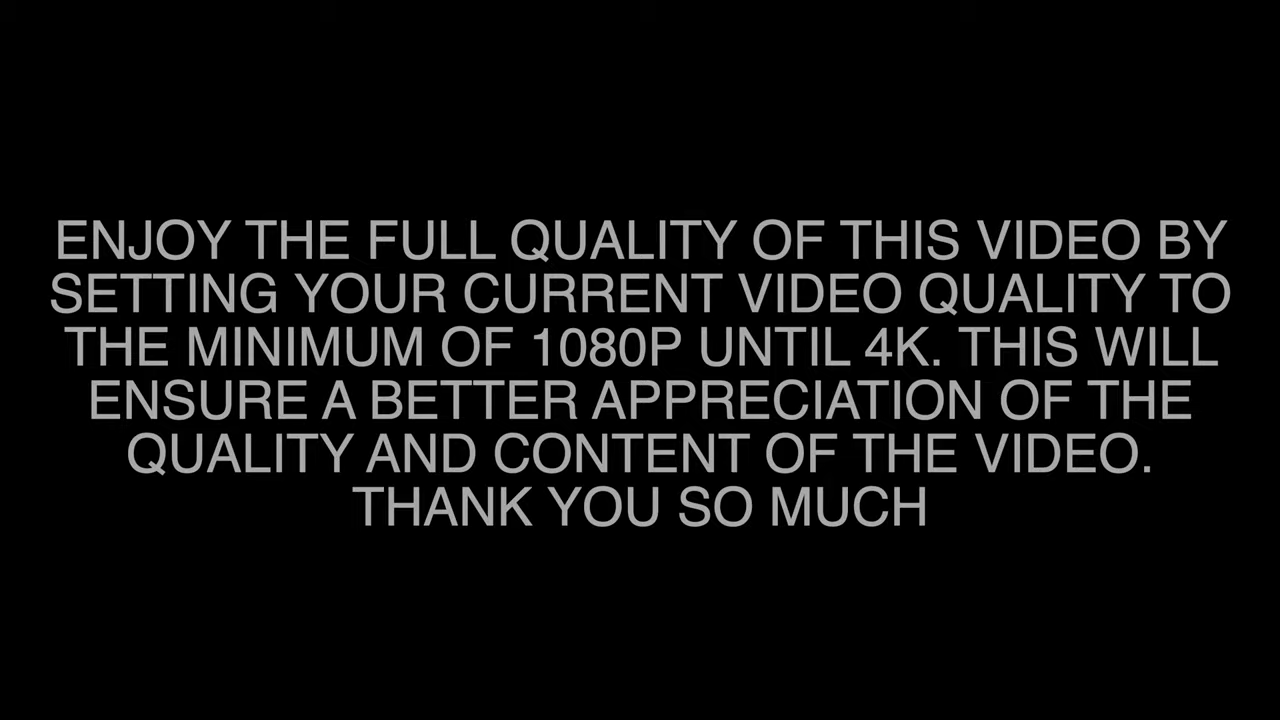 ENJOY THE FULL QUALITY OF THIS VIDEO BY
SETTING YOUR CURRENT VIDEO QUALITY TO
THE MINIMUM OF 1080P UNTIL 4K. THIS WILL
ENSURE A BETTER APPRECIATION OF THE
QUALITY AND CONTENT OF THE VIDEO.
THANK YOU SO MUCH